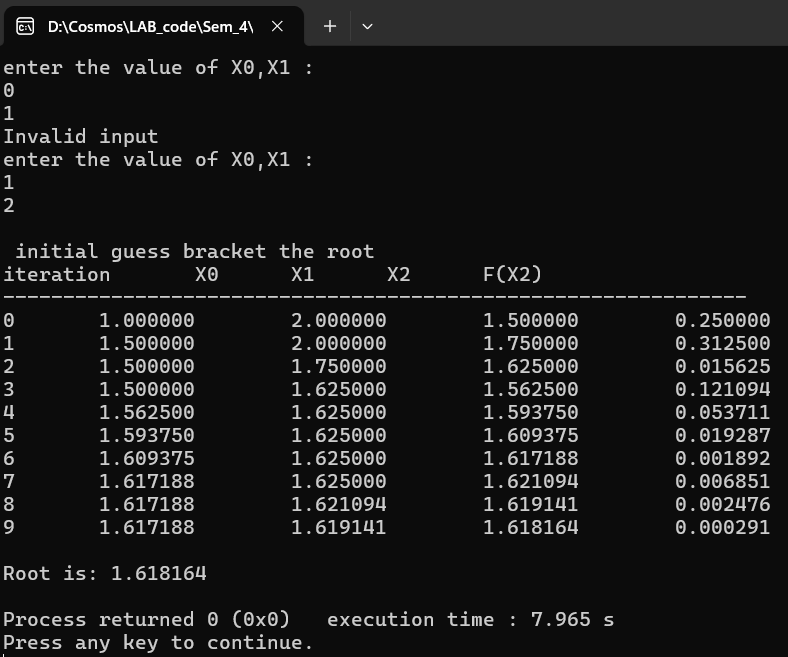 D:\Cosmos\LAB_code\Sem_4\
enter the value of X0,X1 :
0
1
Invalid input
enter the value of X0,X1 :
1
2
initial guess bracket the root
iteration X0 X1 X2 F(X2)
--------------------------------------------------------------
0 1.000000 2.000000 1.500000 0.250000
1 1.500000 2.000000 1.750000 0.312500
2 1.500000 1.750000 1.625000 0.015625
3 1.500000 1.625000 1.562500 0.121094
4 1.562500 1.625000 1.593750 0.053711
5 1.593750 1.625000 1.609375 0.019287
6 1.609375 1.625000 1.617188 0.001892
7 1.617188 1.625000 1.621094 0.006851
8 1.617188 1.621094 1.619141 0.002476
9 1.617188 1.619141 1.618164 0.000291
Root is: 1.618164
Process returned 0 (0x0) execution time : 7.965 s
Press any key to continue.